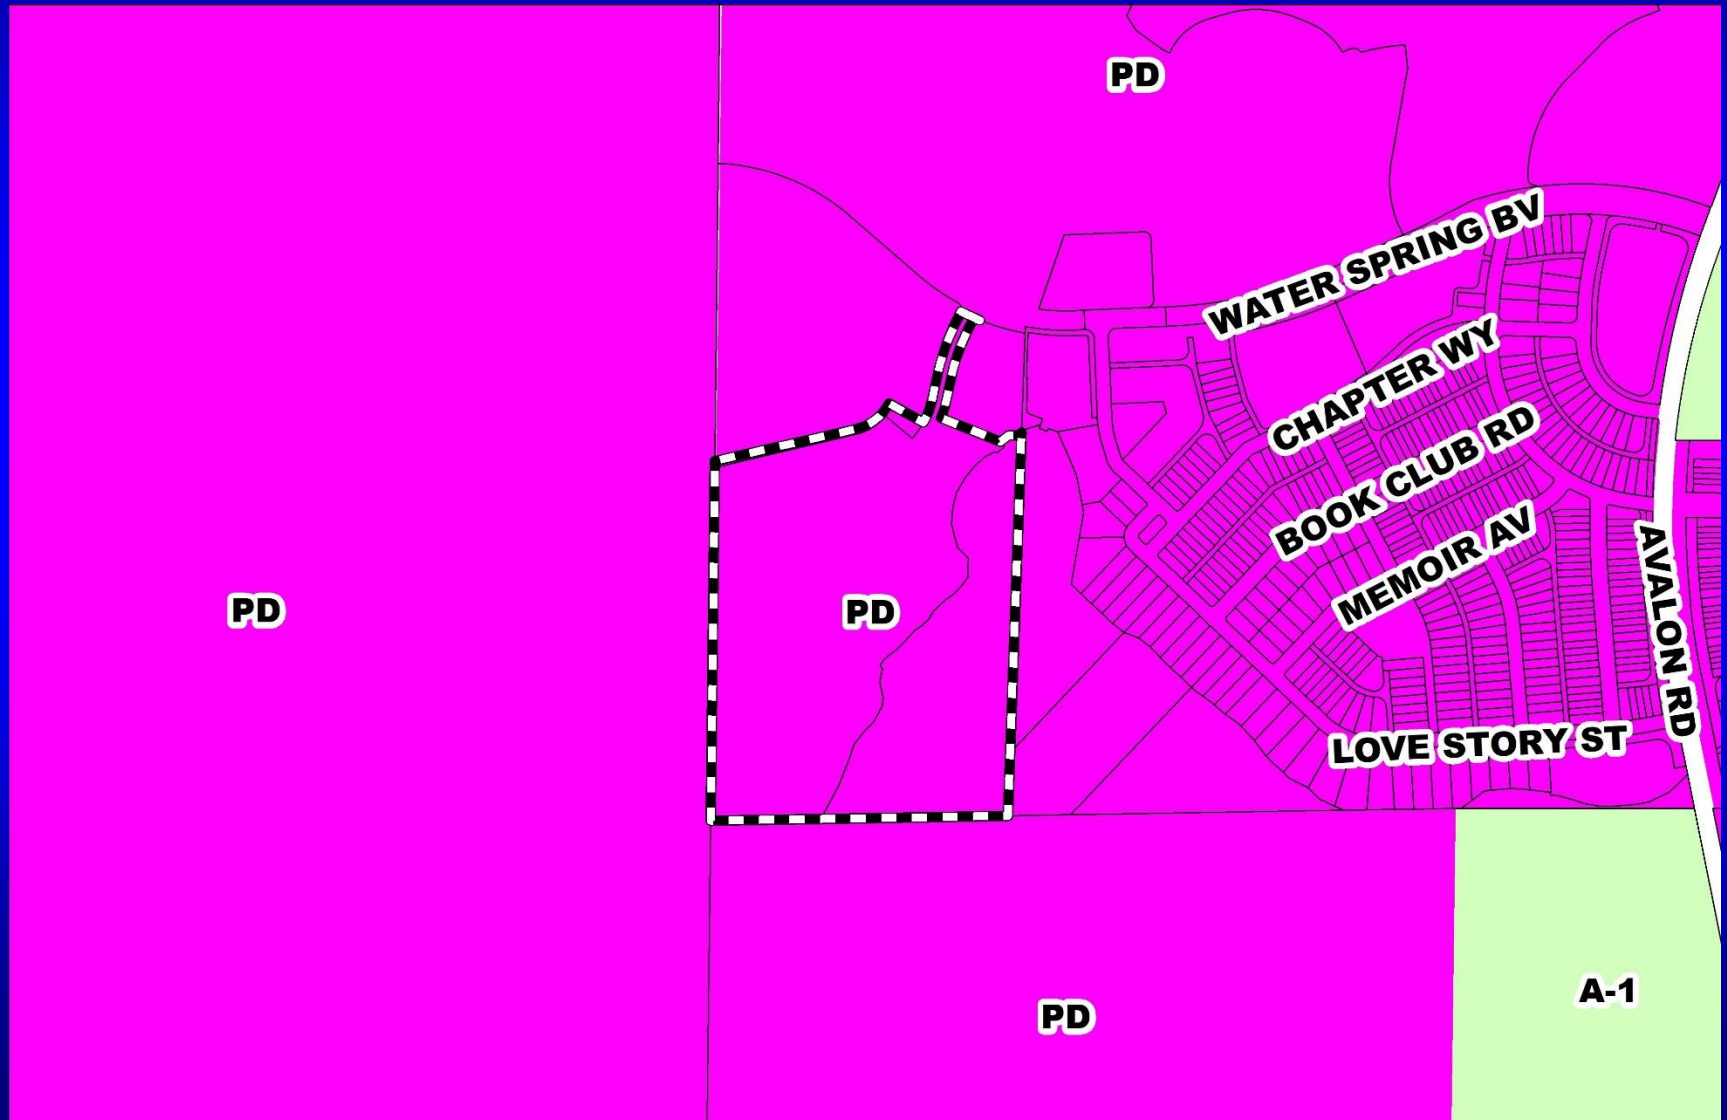 PD
WATER SPRING BV
CHAPTER WY
BOOK CLUB RD
MEMOIR AV
AVALON RD
PD
PD
LOVE STORY ST
A-1
PD